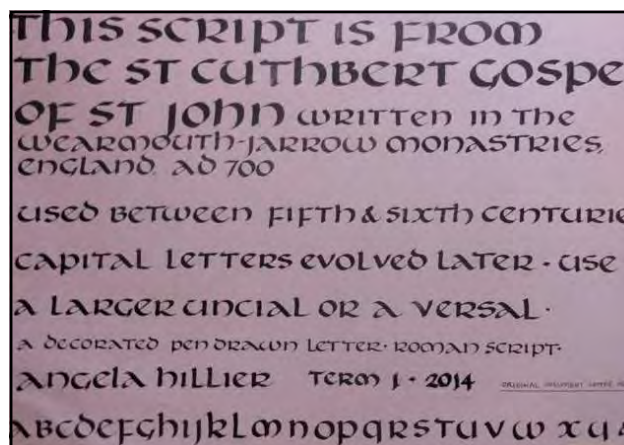 THIS SCRIPT IS FROM
THE ST CUTHBERT GOSPE
OF ST JOHN WRITTEN IN THE
WEARMOUTH-JARROW MONASTRIES,
ENGLAND. AD 700
USED BETWEEN FIFTH & SIXTH CENTURIE
CAPITAL LETTERS EVOLVED LATER · USE
A LARGER UNCIAL OR A VERSAL ·
A DECORATED PEN DRAWN LETTER · ROMAN SCRIPT ·
ANGELA HILLIER TERM 1 · 2014
ORIGINAL DOCUMENT
ABCDEFGHIJKLMNOPQRSTUVW XY